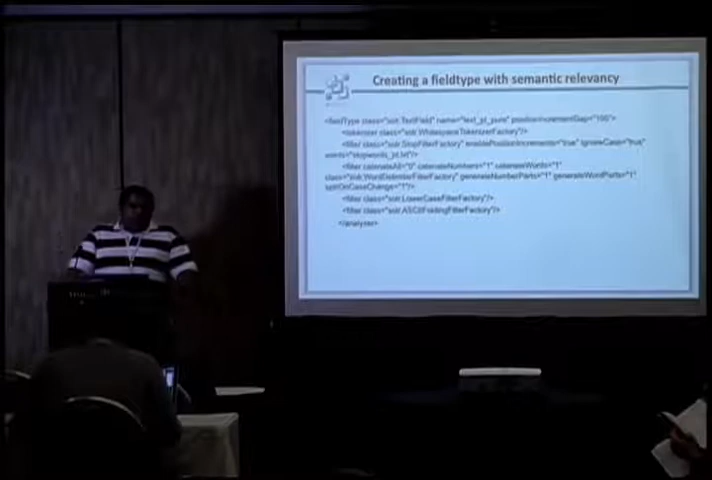 Creating a fieldtype with semantic relevancy
<fieldType class="solr.TextField" name="text_pt_pure" positionIncrementGap="100">
<tokenizer class="solr.WhitespaceTokenizerFactory"/>
<filter class="solr.StopFilterFactory" enablePositionIncrements="true" ignoreCase="true"
words="stopwords_pt.txt"/>
<filter catenateAll="0" catenateNumbers="1" catenateWords="1"
class="solr.WordDelimiterFilterFactory" generateNumberParts="1" generateWordParts="1"
splitOnCaseChange="1"/>
<filter class="solr.LowerCaseFilterFactory"/>
<filter class="solr.ASCIIFoldingFilterFactory"/>
</analyzer>